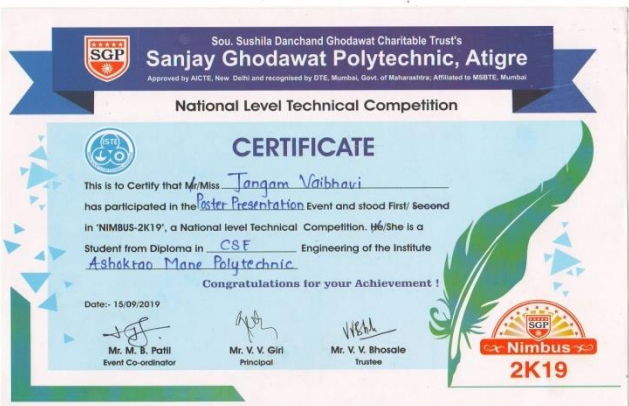 Sou. Sushila Danchand Ghodawat Charitable Trust's
SGP
Sanjay Ghodawat Polytechnic, Atigre
Approved by AICTE, New Delhi and recognised by DTE, Mumbai, Govt. of Maharashtra; Affiliated to MSBTE, Mumbai
National Level Technical Competition
ISTE
CERTIFICATE
This is to Certify that Mr/Miss Jangam Vaibhavi
has participated in the Poster Presentation Event and stood First/ Second
in 'NIMBUS-2K19', a National level Technical Competition. He/She is a
Student from Diploma in CSE Engineering of the Institute
Ashokrao Mane Polytechnic
Congratulations for your Achievement !
Date:- 15/09/2019
Mr. M. B. Patil
Event Co-ordinator
Mr. V. V. Giri
Principal
Mr. V. V. Bhosale
Trustee
SGP
Nimbus
2K19